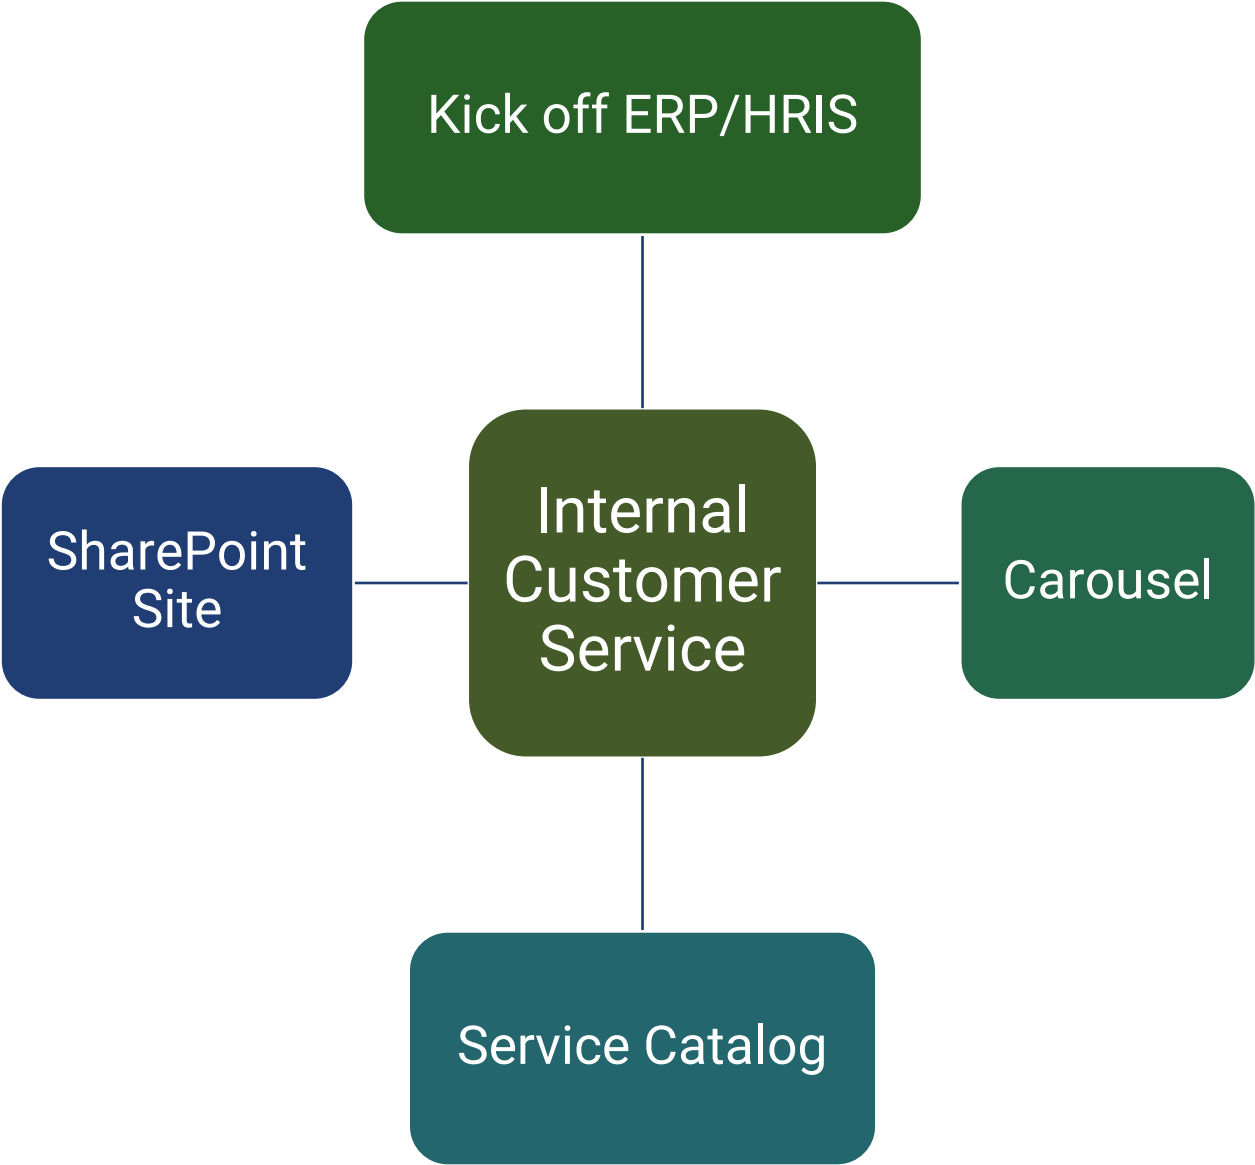 Kick off ERP/HRIS
Internal
Customer
Service
SharePoint
Site
Carousel
Service Catalog